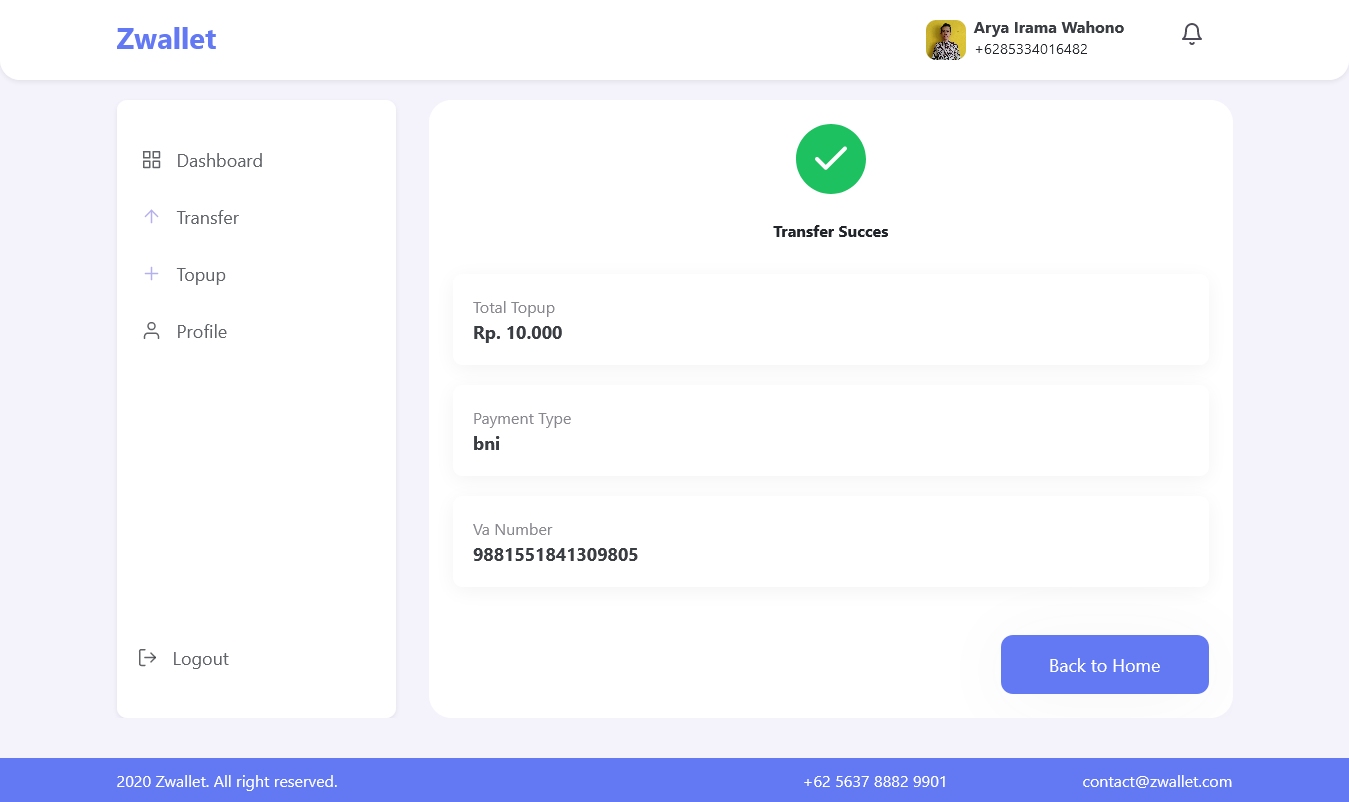 Zwallet
Arya Irama Wahono
+6285334016482
Dashboard
Transfer
Topup
Profile
Logout
Transfer Succes
Total Topup
Rp. 10.000
Payment Type
bni
Va Number
9881551841309805
Back to Home
2020 Zwallet. All right reserved.
+62 5637 8882 9901
contact@zwallet.com